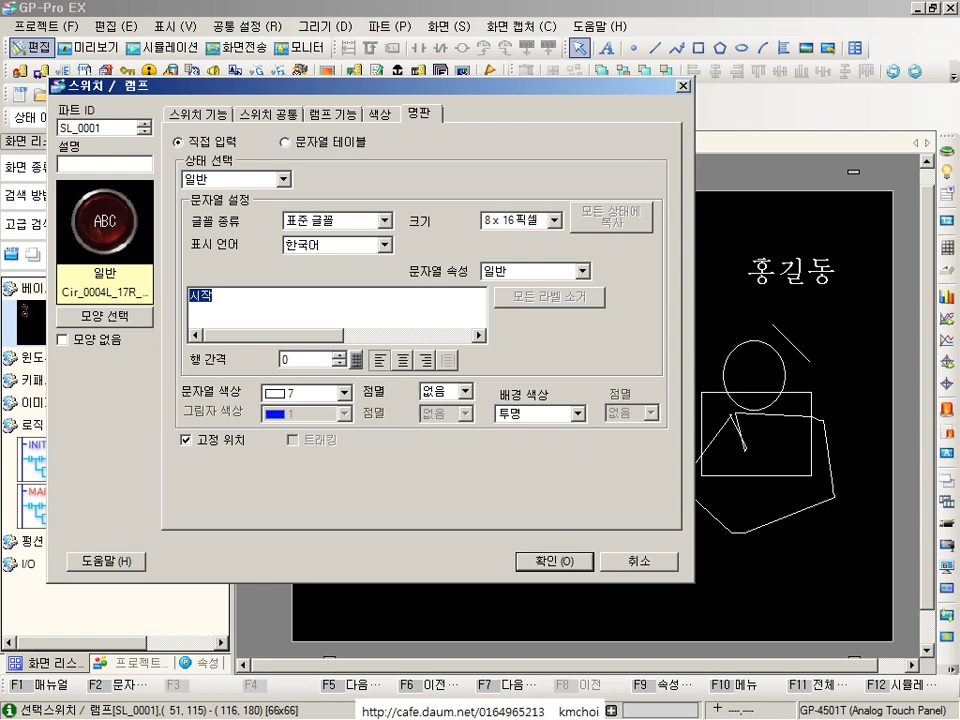 GP-Pro EX
프로젝트 (F) 편집 (E) 표시 (V) 공통 설정 (R) 그리기 (D) 파트 (P) 화면 (S) 화면 캡처 (C) 도움말 (H)
편집 미리보기 시뮬레이션 화면전송 모니터
스위치 / 램프
파트 ID
SL_0001
설명
ABC
일반
Cir_0004L_17R_...
모양 선택
모양 없음
스위치 기능 스위치 공통 램프 기능 색상 명판
직접 입력 문자열 테이블
상태 선택
일반
문자열 설정
글꼴 종류 표준 글꼴 크기 8 x 16 픽셀 모든 상태에 복사
표시 언어 한국어
문자열 속성 일반
시작
모든 라벨 소거
행 간격 0
문자열 색상 7 점멸 없음 배경 색상 점멸
그림자 색상 1 점멸 없음 투명 없음
고정 위치 트래킹
도움말 (H) 확인 (O) 취소
상태
화면 리스
화면 종류
검색 방법
고급 검색
베이
윈도
키패
이미지
로직
INIT
MAI
펑션
I/O
홍길동
화면 리스... 프로젝트... 속성
F1 매뉴얼 F2 문자… F3 F4 F5 다음… F6 이전… F7 다음… F8 이전 F9 속성… F10 메뉴 F11 전체… F12 시뮬레…
선택스위치 / 램프[SL_0001].( 51, 115) - ( 116, 180) [66x66] http://cafe.daum.net/0164965213 kmchoi ----,---- GP-4501T (Analog Touch Panel)